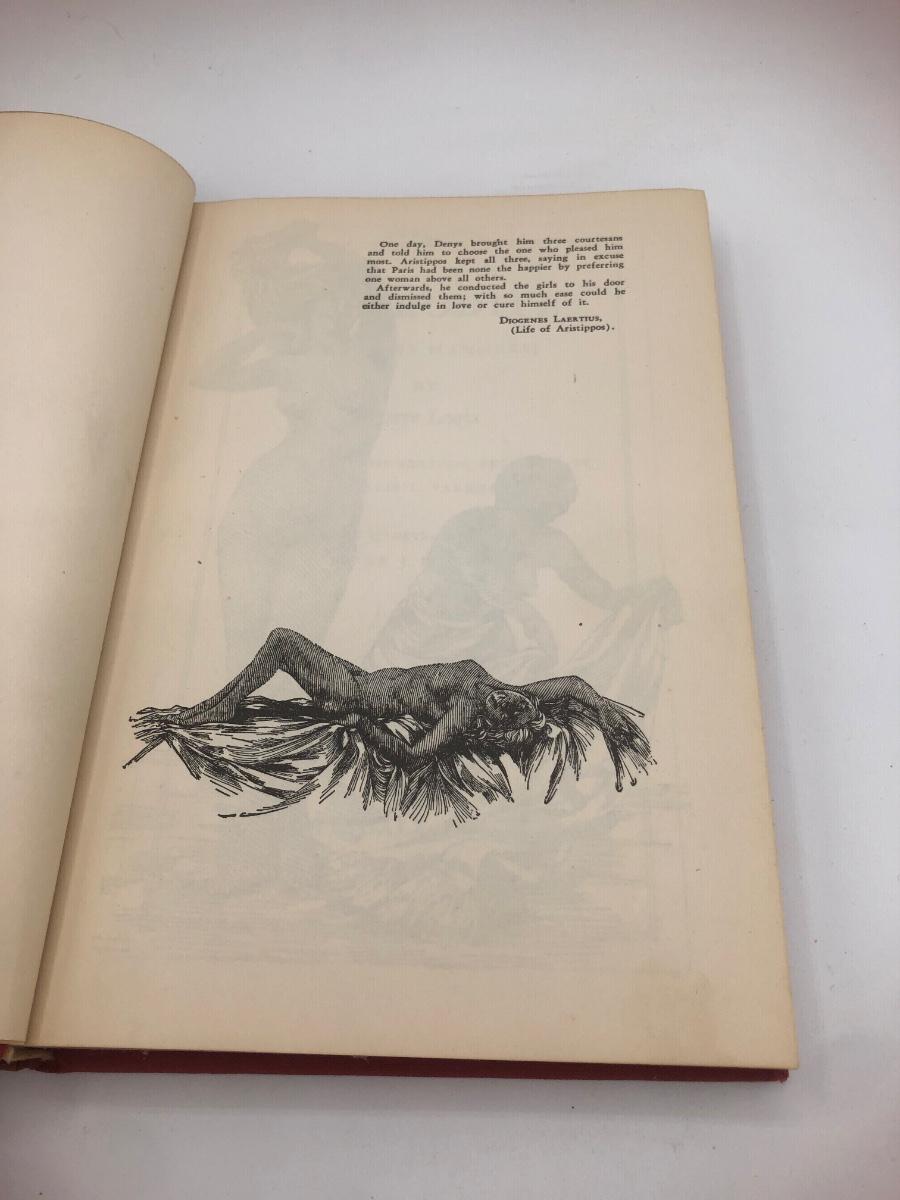 One day, Denys brought him three courtesans
and told him to choose the one who pleased him
most. Aristippos kept all three, saying in excuse
that Paris had been none the happier by preferring
one woman above all others.
Afterwards, he conducted the girls to his door
and dismissed them; with so much ease could he
either indulge in love or cure himself of it.
DIOGENES LAERTIUS,
(Life of Aristippos).